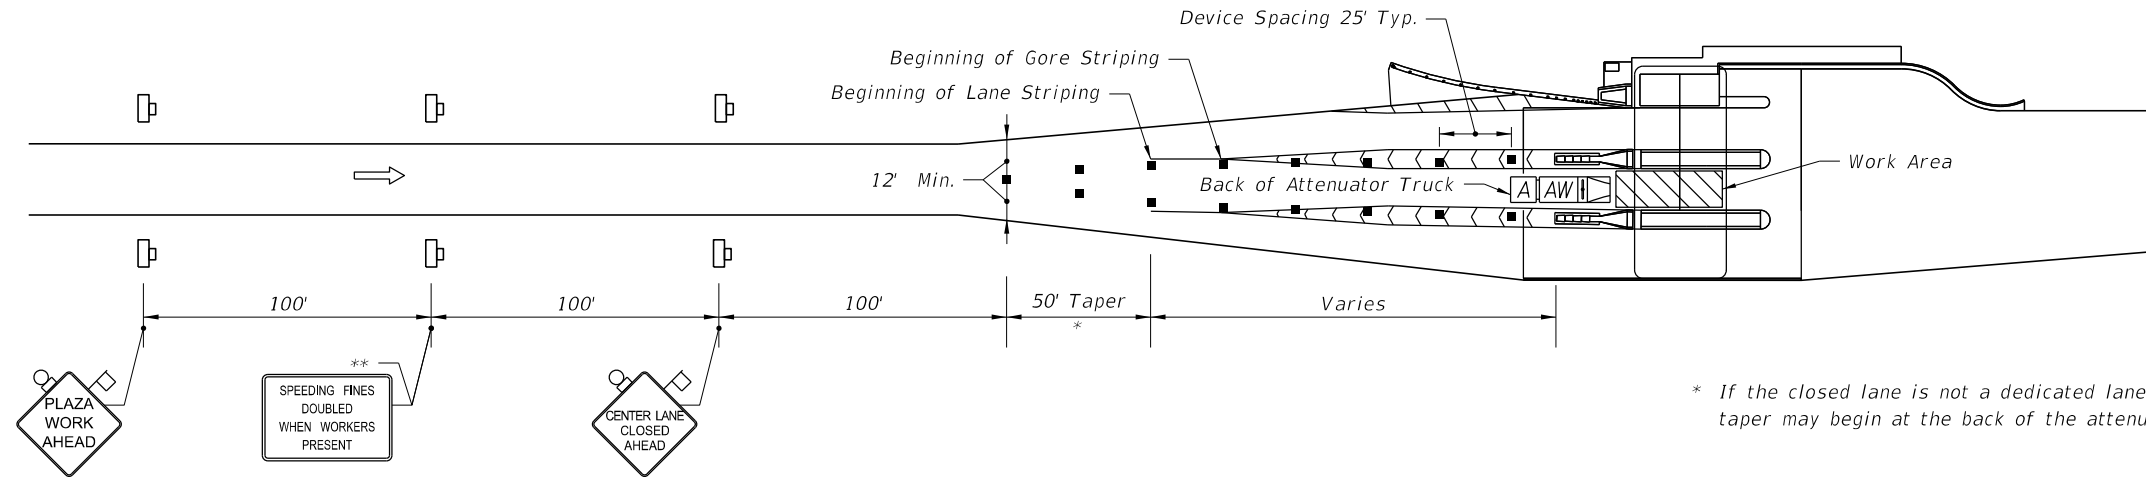 Device Spacing 25' Typ.
Beginning of Gore Striping
Beginning of Lane Striping
12' Min.
Back of Attenuator Truck
A
AW
Work Area
100'
100'
100'
50' Taper
*
Varies
**
PLAZA
WORK
AHEAD
SPEEDING FINES
DOUBLED
WHEN WORKERS
PRESENT
CENTER LANE
CLOSED
AHEAD
* If the closed lane is not a dedicated lane
taper may begin at the back of the attenu